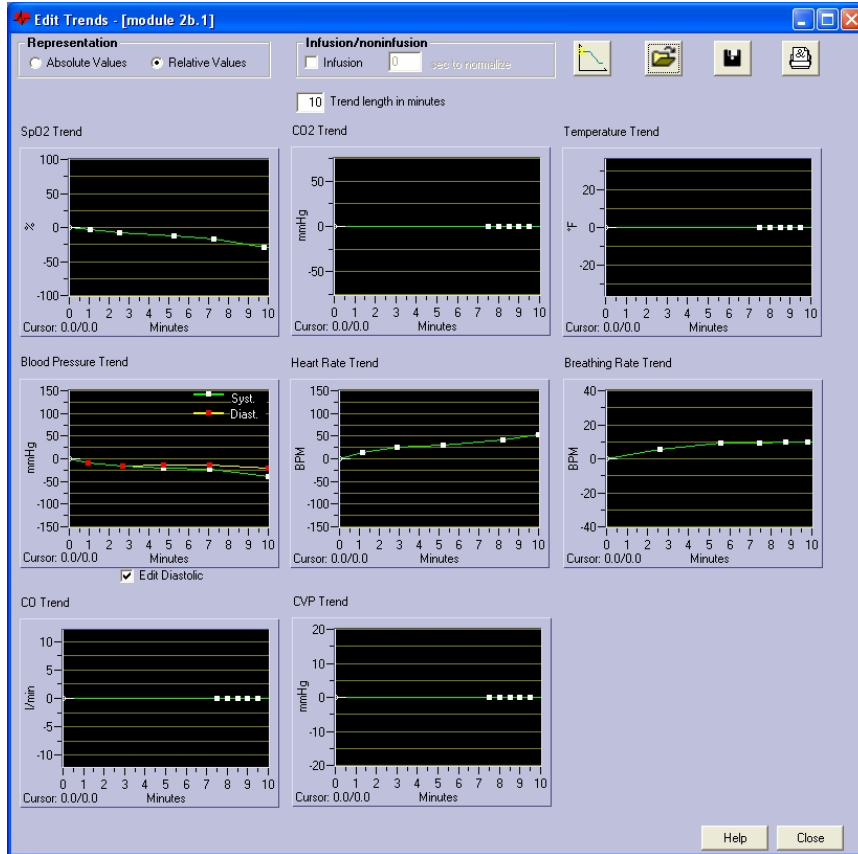 Edit Trends - [module 2b.1]
Representation
Absolute Values Relative Values
Infusion/noninfusion
Infusion 0 sec to normalize
10 Trend length in minutes
SpO2 Trend
100
50
0
-50
-100
%
0 1 2 3 4 5 6 7 8 9 10
Cursor: 0.0/0.0 Minutes
CO2 Trend
50
0
-50
mmHg
0 1 2 3 4 5 6 7 8 9 10
Cursor: 0.0/0.0 Minutes
Temperature Trend
20
0
-20
°F
0 1 2 3 4 5 6 7 8 9 10
Cursor: 0.0/0.0 Minutes
Blood Pressure Trend
150
100
50
0
-50
-100
-150
mmHg
Syst.
Diast.
0 1 2 3 4 5 6 7 8 9 10
Cursor: 0.0/0.0 Minutes
Edit Diastolic
Heart Rate Trend
150
100
50
0
-50
-100
-150
BPM
0 1 2 3 4 5 6 7 8 9 10
Cursor: 0.0/0.0 Minutes
Breathing Rate Trend
40
20
0
-20
-40
BPM
0 1 2 3 4 5 6 7 8 9 10
Cursor: 0.0/0.0 Minutes
CO Trend
10
5
0
-5
-10
l/min
0 1 2 3 4 5 6 7 8 9 10
Cursor: 0.0/0.0 Minutes
CVP Trend
20
10
0
-10
-20
mmHg
0 1 2 3 4 5 6 7 8 9 10
Cursor: 0.0/0.0 Minutes
Help Close